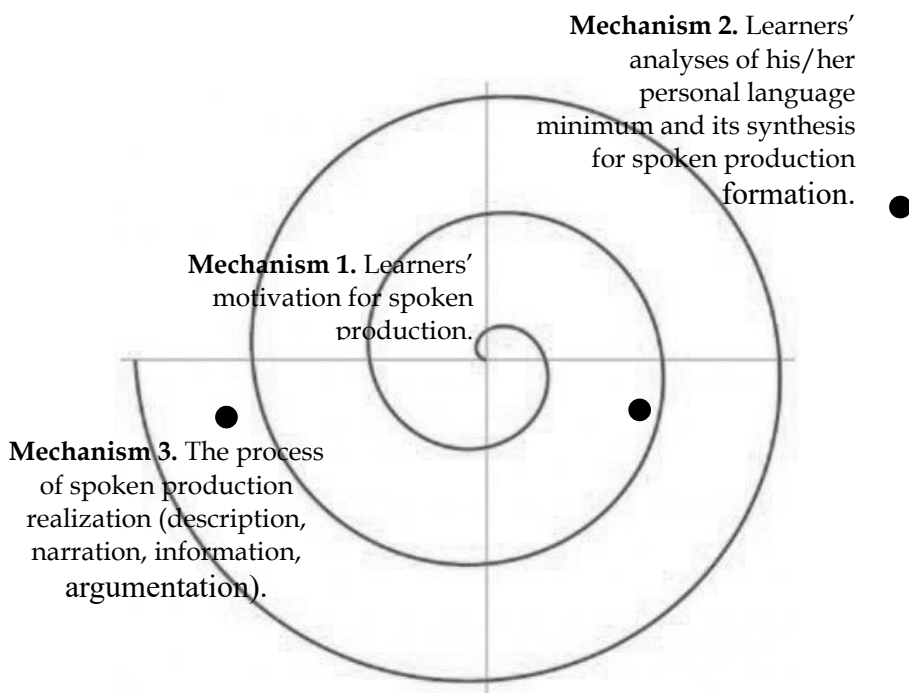 Mechanism 2. Learners’
analyses of his/her
personal language
minimum and its synthesis
for spoken production
formation.
Mechanism 1. Learners’
motivation for spoken
production.
Mechanism 3. The process
of spoken production
realization (description,
narration, information,
argumentation).